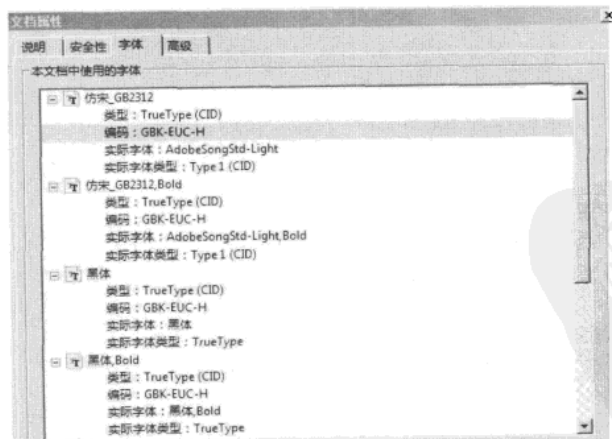 文档属性
说明 安全性 字体 高级
本文档中使用的字体
仿宋_GB2312
类型：TrueType (CID)
编码：GBK-EUC-H
实际字体：AdobeSongStd-Light
实际字体类型：Type1 (CID)
仿宋_GB2312,Bold
类型：TrueType (CID)
编码：GBK-EUC-H
实际字体：AdobeSongStd-Light,Bold
实际字体类型：Type1 (CID)
黑体
类型：TrueType (CID)
编码：GBK-EUC-H
实际字体：黑体
实际字体类型：TrueType
黑体,Bold
类型：TrueType (CID)
编码：GBK-EUC-H
实际字体：黑体,Bold
实际字体类型：TrueType